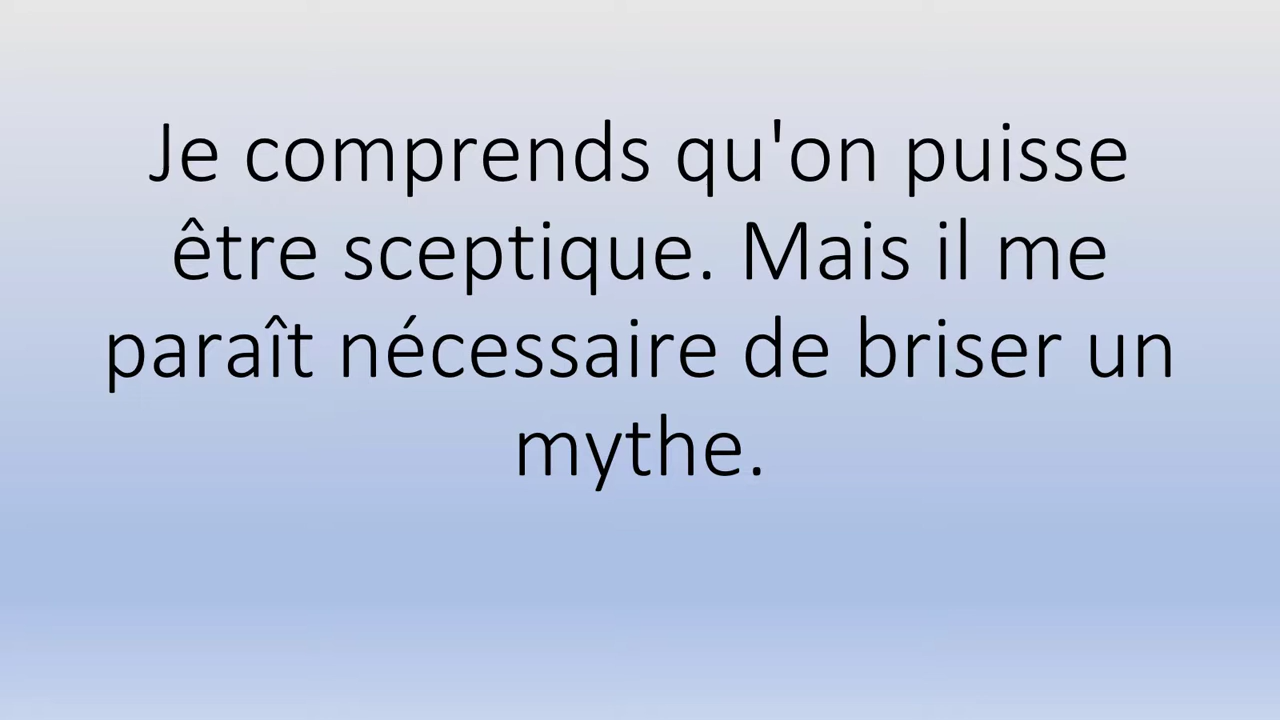 Je comprends qu'on puisse
être sceptique. Mais il me
paraît nécessaire de briser un
mythe.